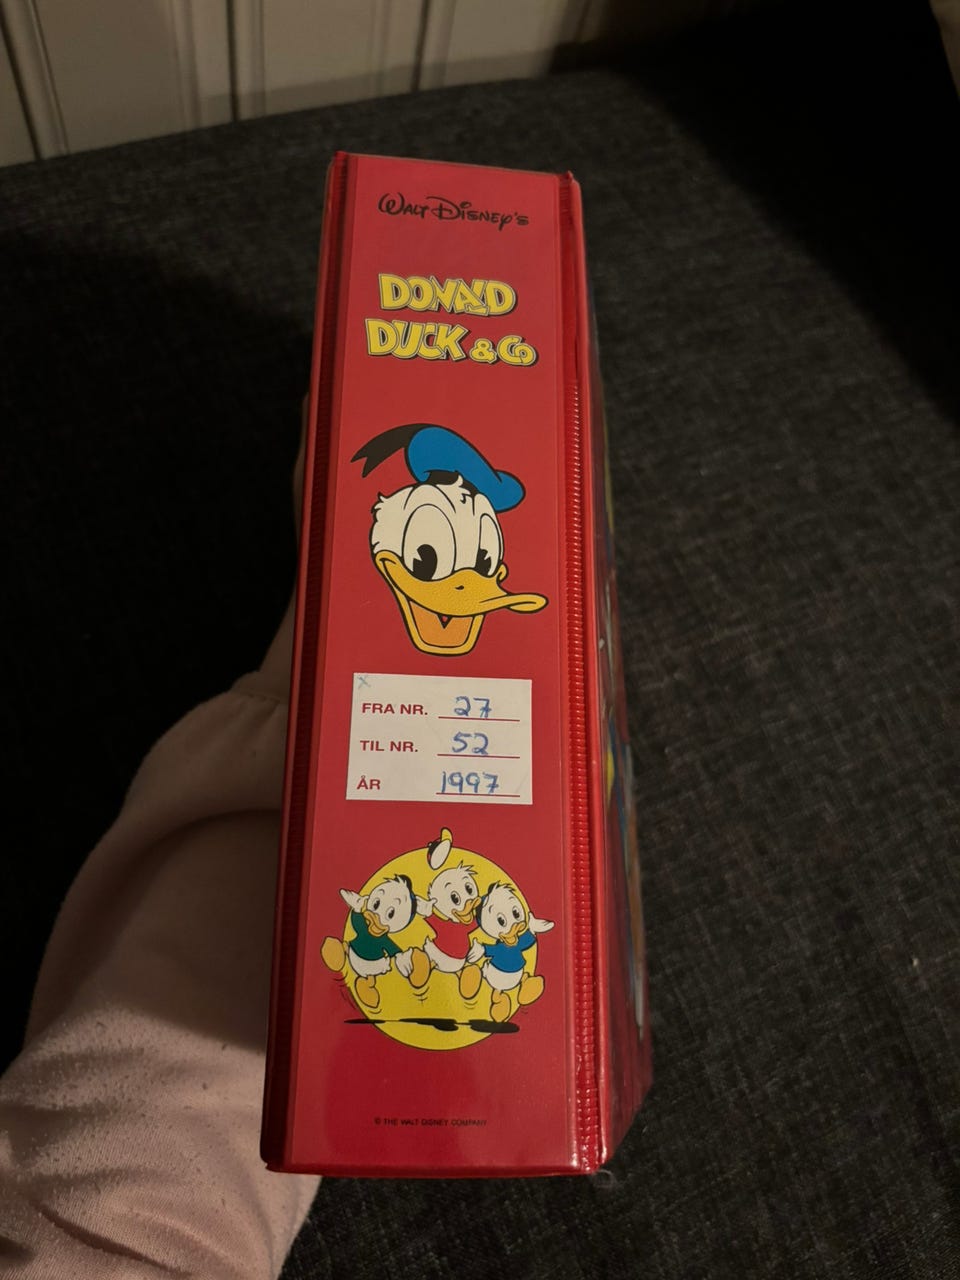 WALT DISNEY'S
DONALD
DUCK & Co
x
FRA NR. 27
TIL NR. 52
ÅR 1997
© THE WALT DISNEY COMPANY